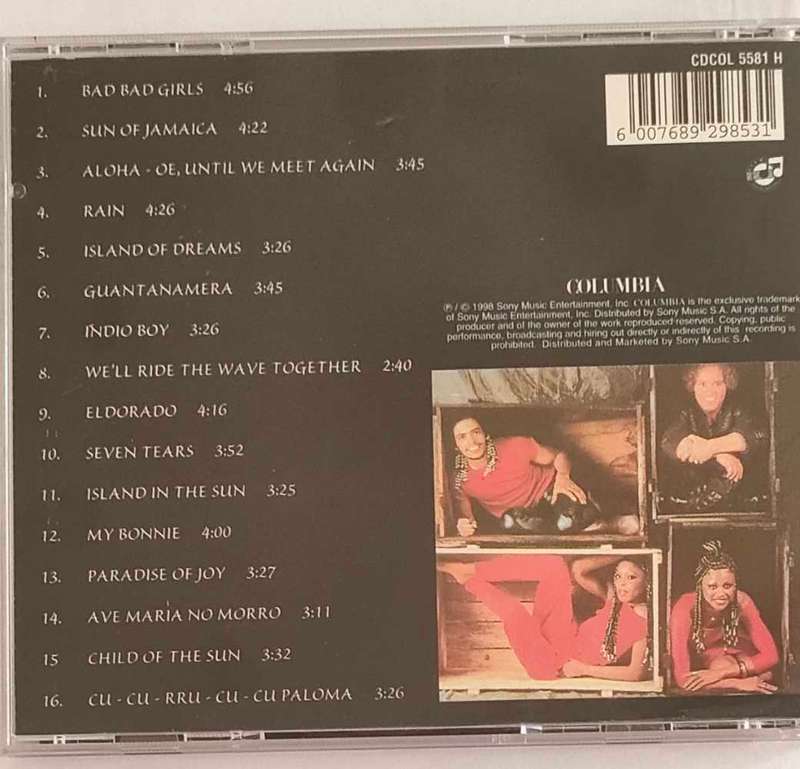 CDCOL 5581 H
6 007689 298531
1. BAD BAD GIRLS 4:56
2. SUN OF JAMAICA 4:22
3. ALOHA - OE, UNTIL WE MEET AGAIN 3:45
4. RAIN 4:26
5. ISLAND OF DREAMS 3:26
6. GUANTANAMERA 3:45
7. INDIO BOY 3:26
8. WE'LL RIDE THE WAVE TOGETHER 2:40
9. ELDORADO 4:16
10. SEVEN TEARS 3:52
11. ISLAND IN THE SUN 3:25
12. MY BONNIE 4:00
13. PARADISE OF JOY 3:27
14. AVE MARIA NO MORRO 3:11
15 CHILD OF THE SUN 3:32
16. CU - CU - RRU - CU - CU PALOMA 3:26
COLUMBIA
℗ / © 1998 Sony Music Entertainment, Inc. COLUMBIA is the exclusive trademark
of Sony Music Entertainment, Inc. Distributed by Sony Music S.A. All rights of the
producer and of the owner of the work reproduced reserved. Copying, public
performance, broadcasting and hiring out directly or indirectly of this recording is
prohibited. Distributed and Marketed by Sony Music S.A.